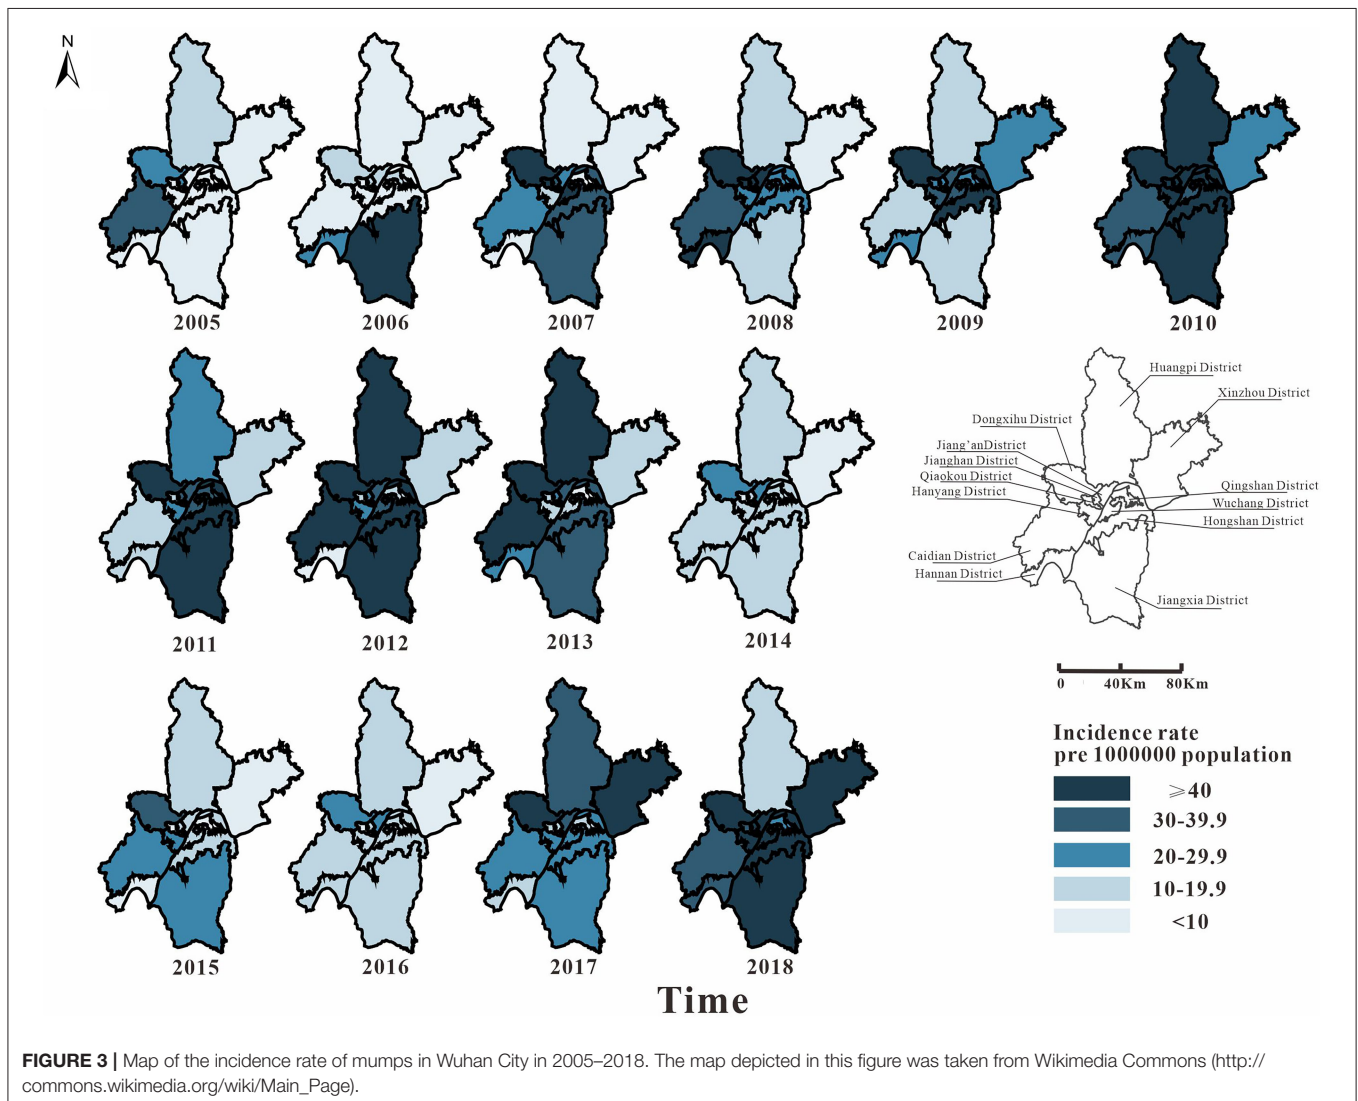 N
2005
2006
2007
2008
2009
2010
2011
2012
2013
2014
Huangpi District
Xinzhou District
Dongxihu District
Jiang'anDistrict
Jianghan District
Qiaokou District
Hanyang District
Qingshan District
Wuchang District
Hongshan District
Caidian District
Hannan District
Jiangxia District
0 40Km 80Km
Incidence rate
pre 1000000 population
⩾40
30-39.9
20-29.9
10-19.9
<10
2015
2016
2017
2018
Time
FIGURE 3 | Map of the incidence rate of mumps in Wuhan City in 2005–2018. The map depicted in this figure was taken from Wikimedia Commons (http://
commons.wikimedia.org/wiki/Main_Page).